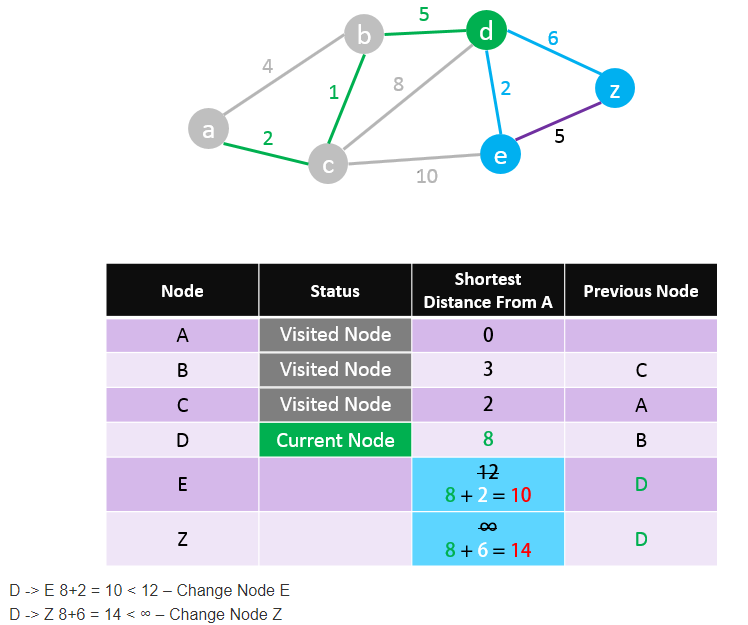 5
b
d
6
4
z
1
8
2
a
2
5
c
e
10
Node Status Shortest Distance From A Previous Node
A Visited Node 0
B Visited Node 3 C
C Visited Node 2 A
D Current Node 8 B
E 12 8 + 2 = 10 D
Z ∞ 8 + 6 = 14 D
D -> E 8+2 = 10 < 12 – Change Node E
D -> Z 8+6 = 14 < ∞ – Change Node Z